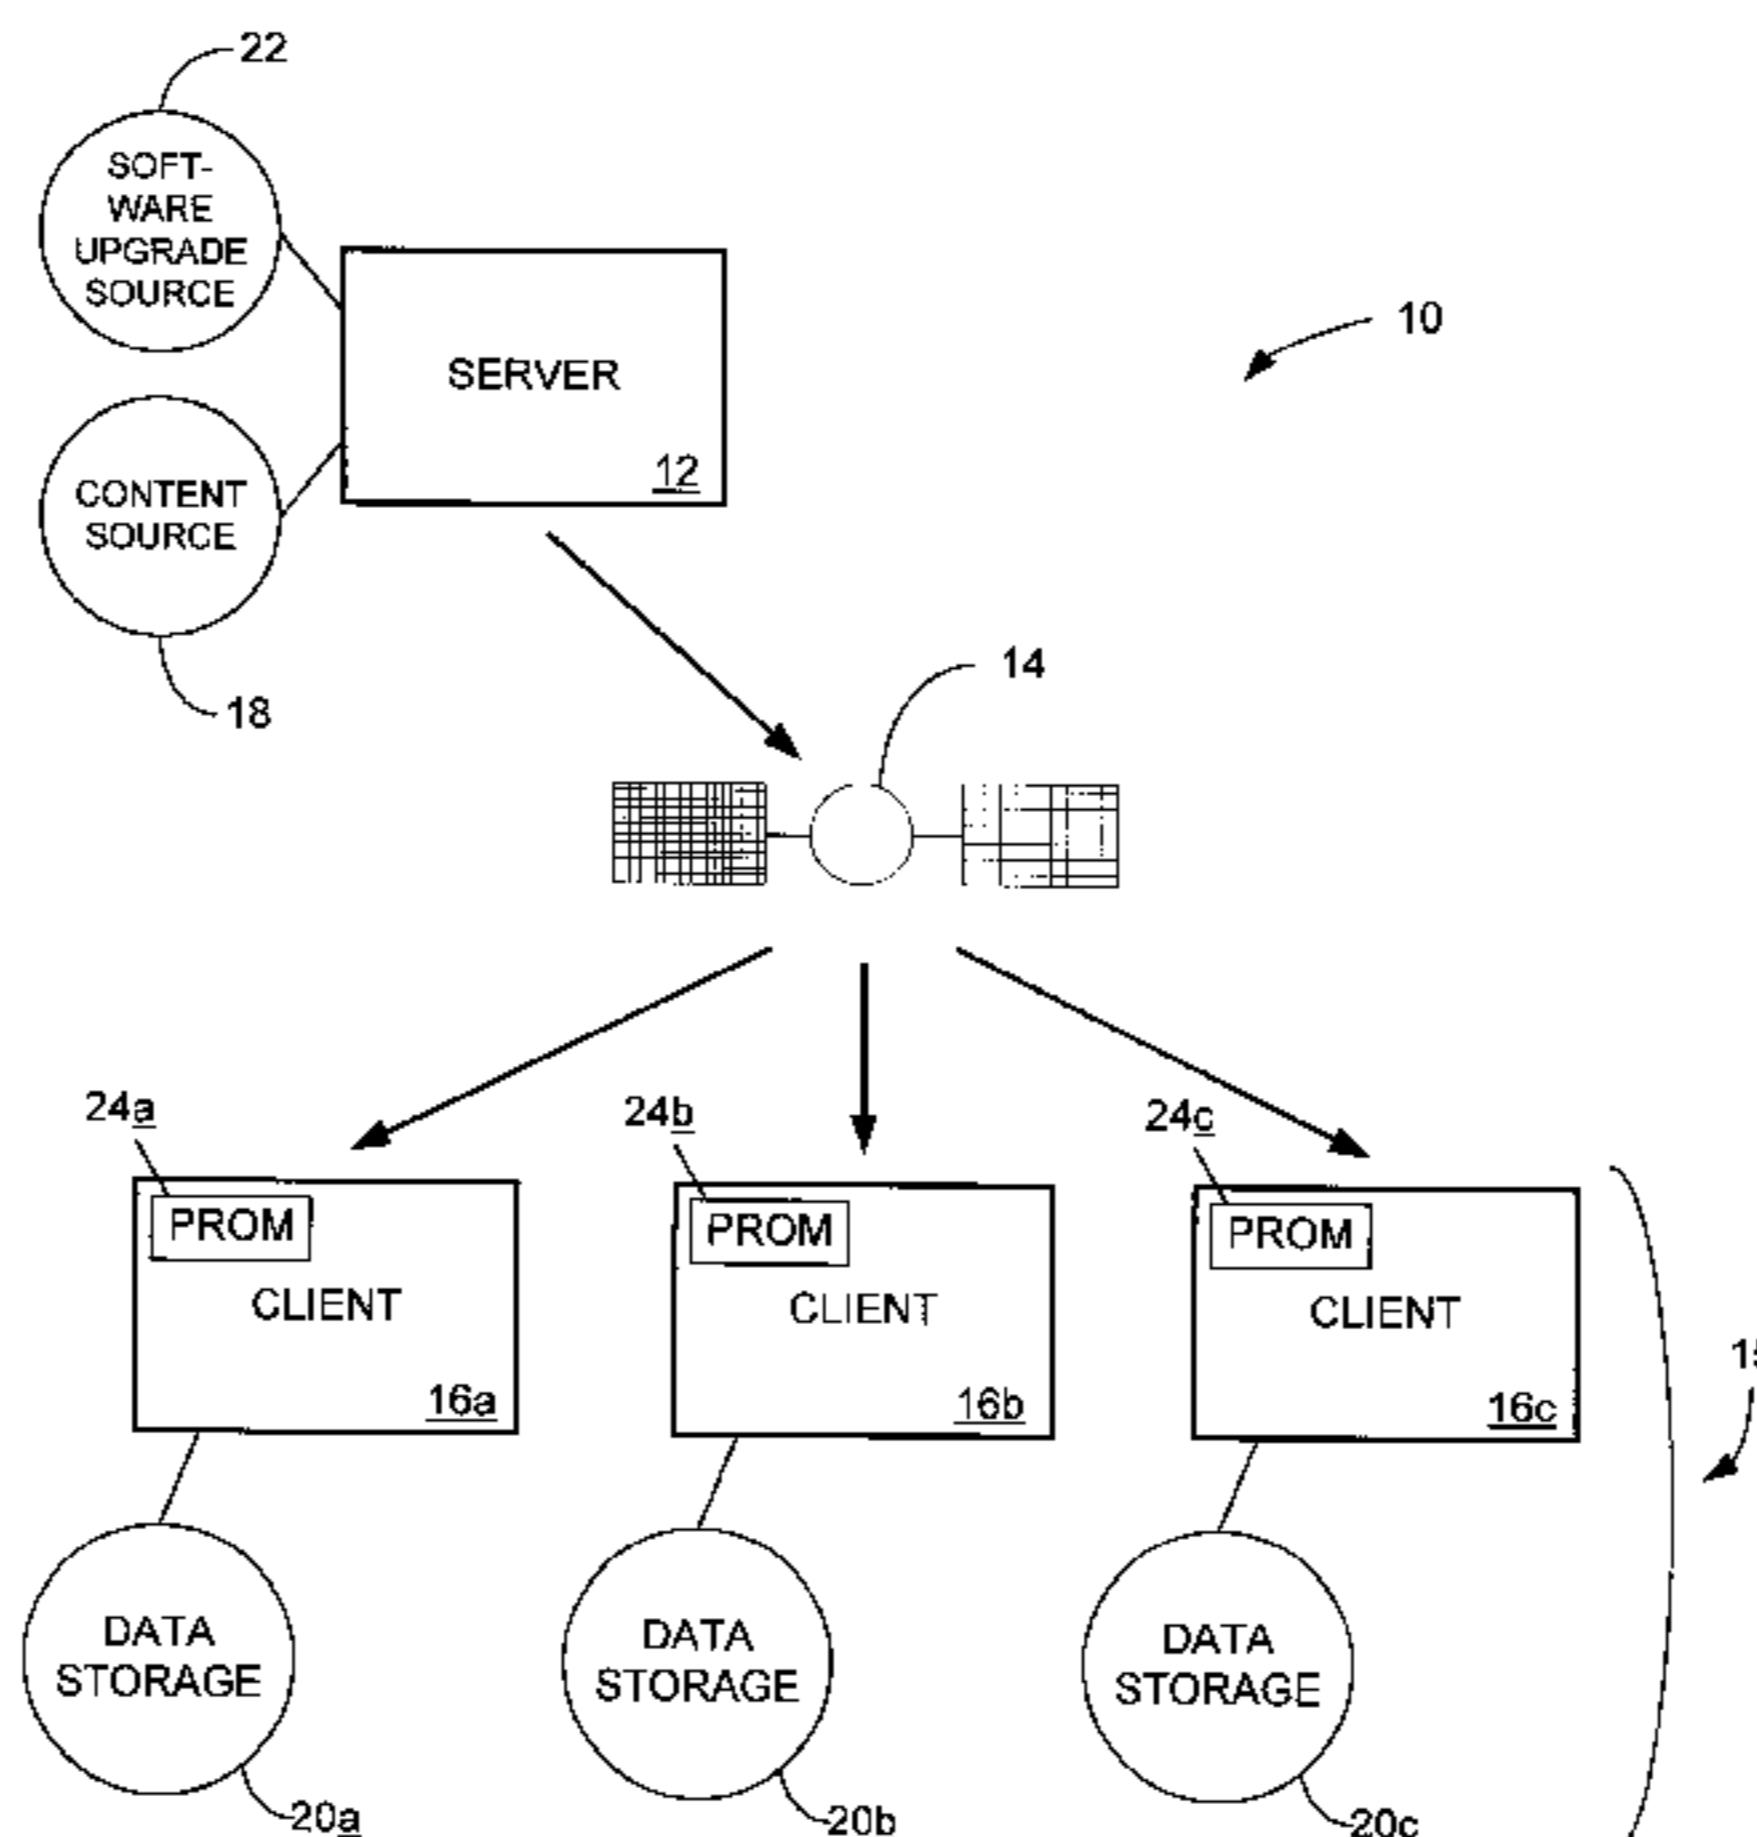 22
SOFT-
WARE
UPGRADE
SOURCE
SERVER
12
10
CONTENT
SOURCE
18
14
24a
24b
24c
PROM
PROM
PROM
CLIENT
CLIENT
CLIENT
16a
16b
16c
DATA
STORAGE
DATA
STORAGE
DATA
STORAGE
20a
20b
20c